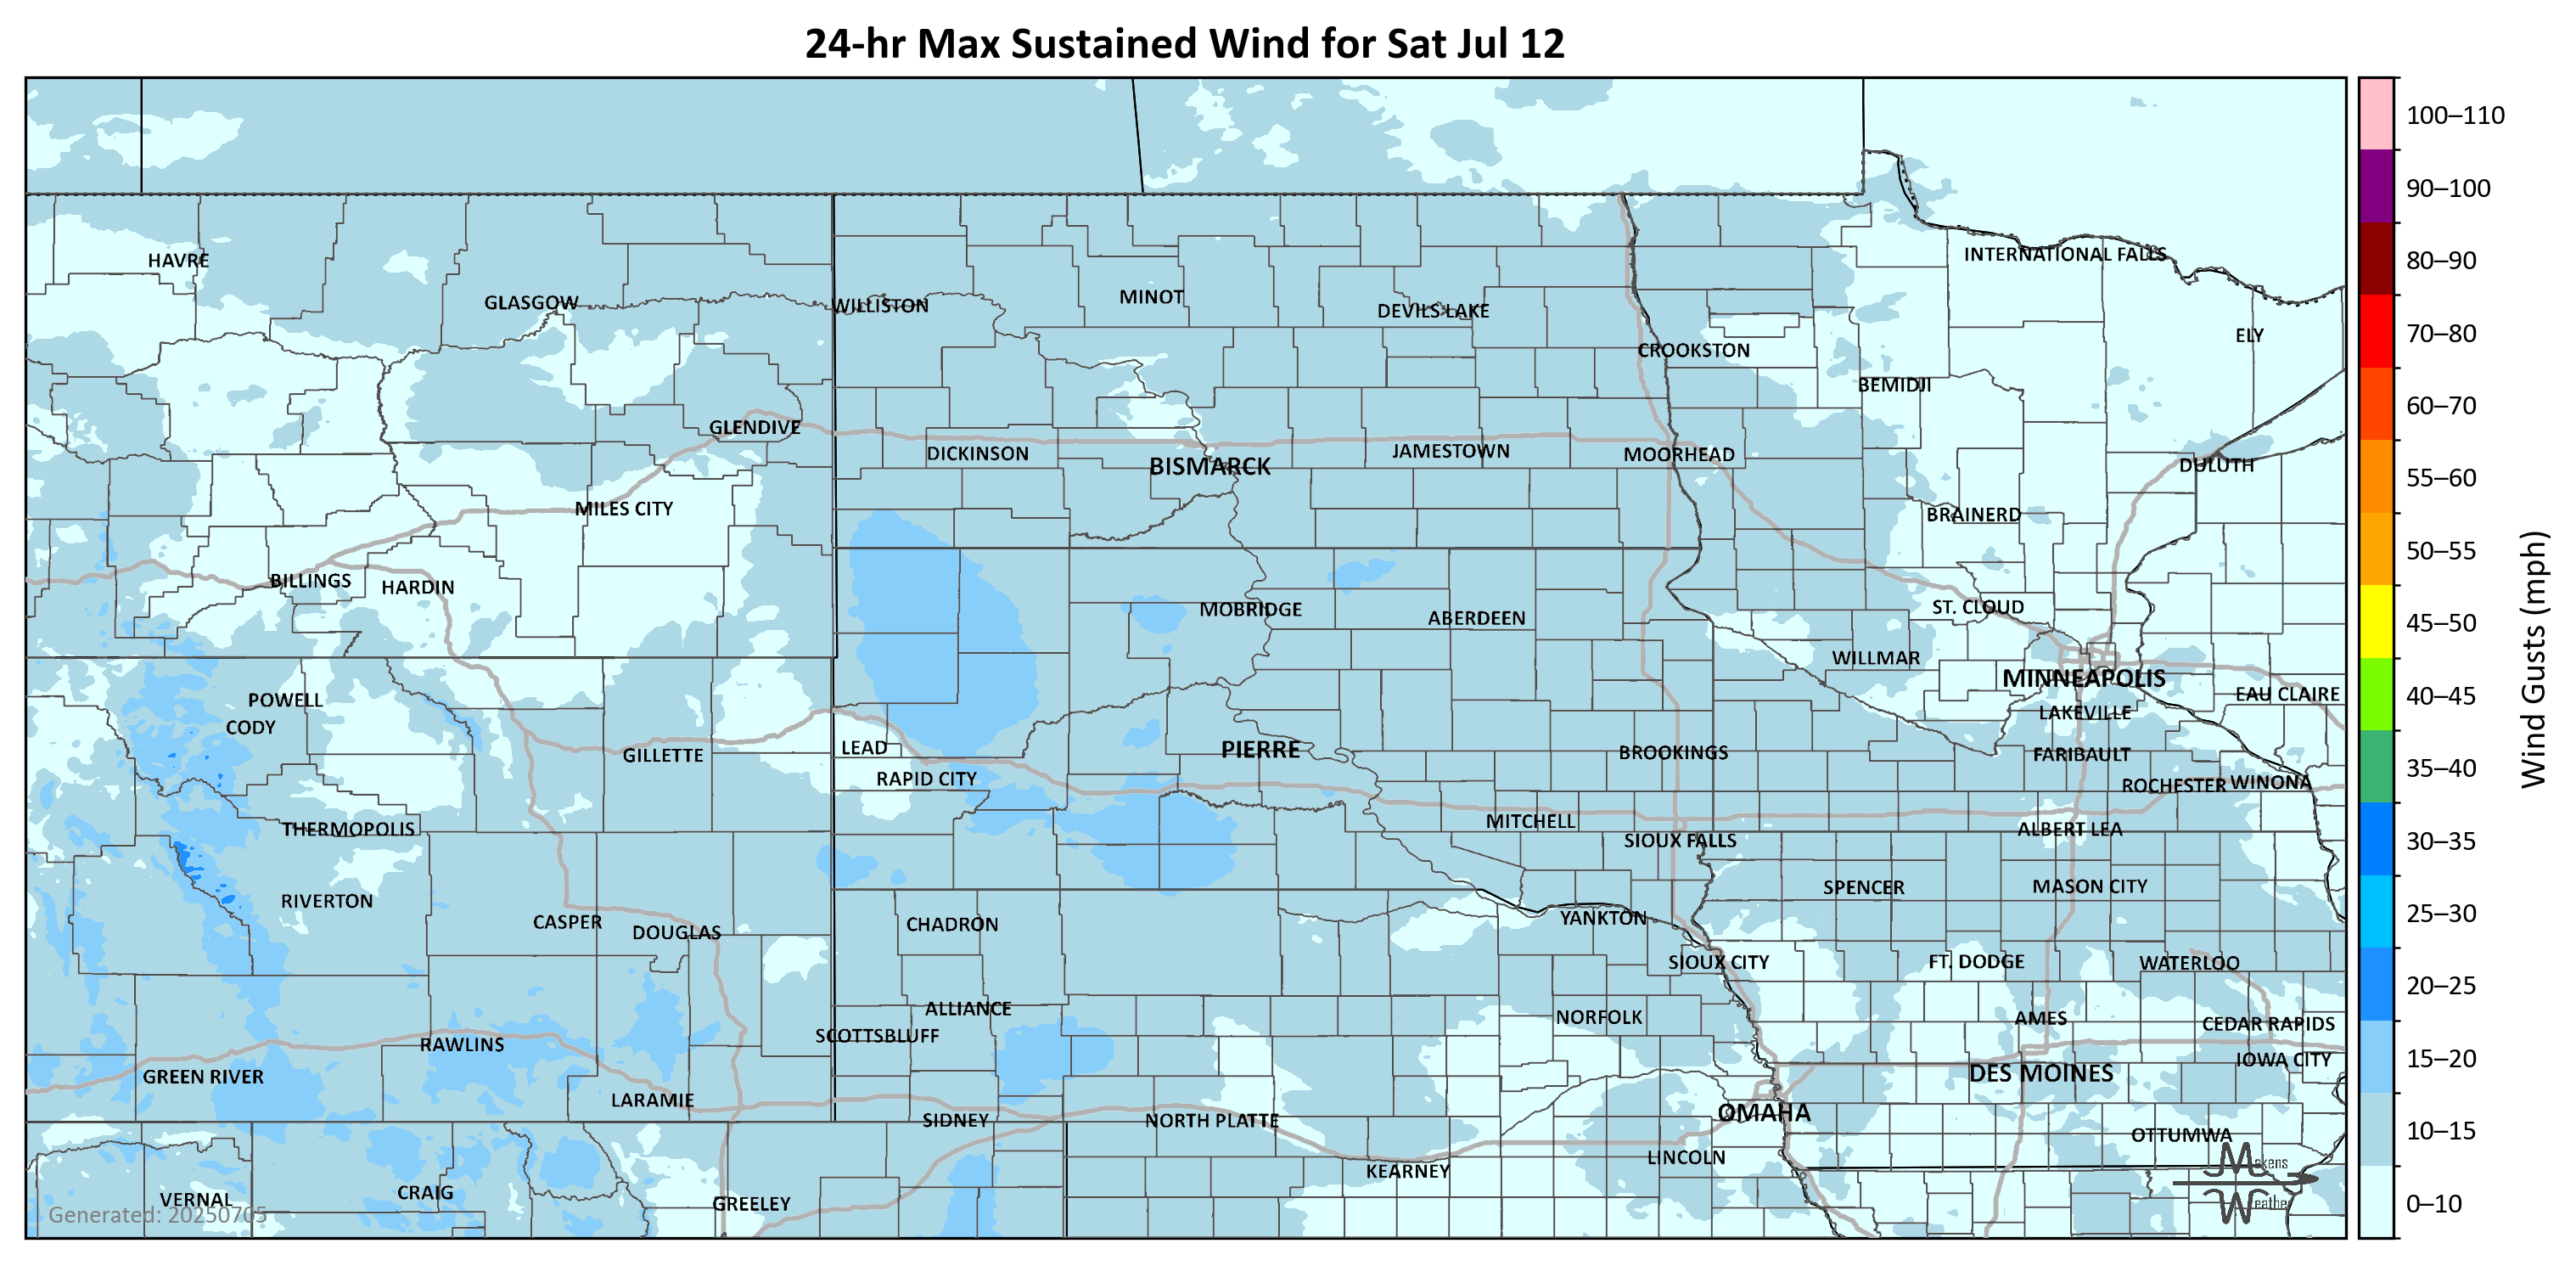 24-hr Max Sustained Wind for Sat Jul 12
100–110
90–100
80–90
70–80
60–70
55–60
50–55
45–50
40–45
35–40
30–35
25–30
20–25
15–20
10–15
0–10
Wind Gusts (mph)
HAVRE
INTERNATIONAL FALLS
GLASGOW
WILLISTON
MINOT
DEVILS LAKE
ELY
CROOKSTON
BEMIDJI
GLENDIVE
DICKINSON
BISMARCK
JAMESTOWN
MOORHEAD
DULUTH
MILES CITY
BRAINERD
BILLINGS
HARDIN
MOBRIDGE
ABERDEEN
ST. CLOUD
WILLMAR
MINNEAPOLIS
POWELL
EAU CLAIRE
CODY
LAKEVILLE
GILLETTE
LEAD
PIERRE
BROOKINGS
FARIBAULT
RAPID CITY
ROCHESTER
WINONA
THERMOPOLIS
MITCHELL
SIOUX FALLS
ALBERT LEA
RIVERTON
SPENCER
MASON CITY
CASPER
DOUGLAS
CHADRON
YANKTON
SIOUX CITY
FT. DODGE
WATERLOO
ALLIANCE
NORFOLK
AMES
CEDAR RAPIDS
SCOTTSBLUFF
RAWLINS
IOWA CITY
GREEN RIVER
DES MOINES
LARAMIE
SIDNEY
NORTH PLATTE
OMAHA
OTTUMWA
LINCOLN
KEARNEY
VERNAL
CRAIG
GREELEY
Generated: 20250705
Makens
Weather